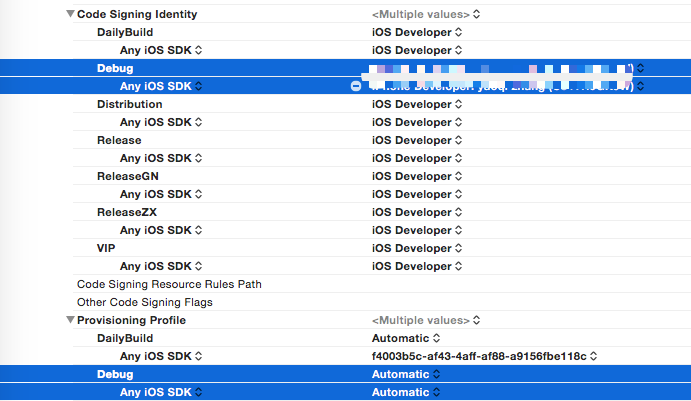 Code Signing Identity <Multiple values>
DailyBuild iOS Developer
Any iOS SDK iOS Developer
Debug
Any iOS SDK Developer:
Distribution iOS Developer
Any iOS SDK iOS Developer
Release iOS Developer
Any iOS SDK iOS Developer
ReleaseGN iOS Developer
Any iOS SDK iOS Developer
ReleaseZX iOS Developer
Any iOS SDK iOS Developer
VIP iOS Developer
Any iOS SDK iOS Developer
Code Signing Resource Rules Path
Other Code Signing Flags
Provisioning Profile <Multiple values>
DailyBuild Automatic
Any iOS SDK f4003b5c-af43-4aff-af88-a9156fbe118c
Debug Automatic
Any iOS SDK Automatic